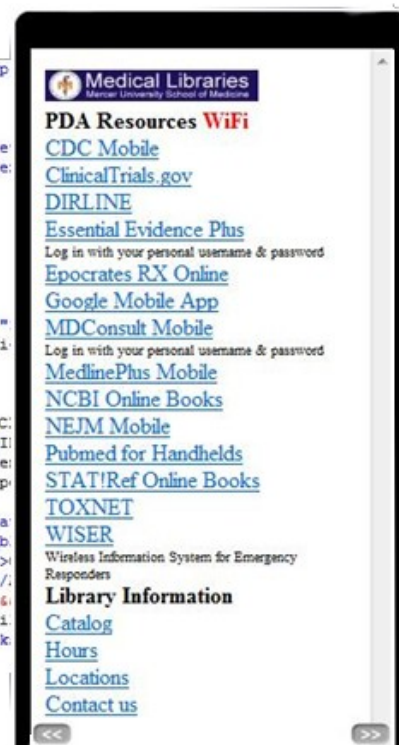 Medical Libraries
Mercer University School of Medicine
PDA Resources WiFi
CDC Mobile
ClinicalTrials.gov
DIRLINE
Essential Evidence Plus
Log in with your personal username & password
Epocrates RX Online
Google Mobile App
MDConsult Mobile
Log in with your personal username & password
MedlinePlus Mobile
NCBI Online Books
NEJM Mobile
Pubmed for Handhelds
STAT!Ref Online Books
TOXNET
WISER
Wireless Information System for Emergency
Responders
Library Information
Catalog
Hours
Locations
Contact us
<< >>